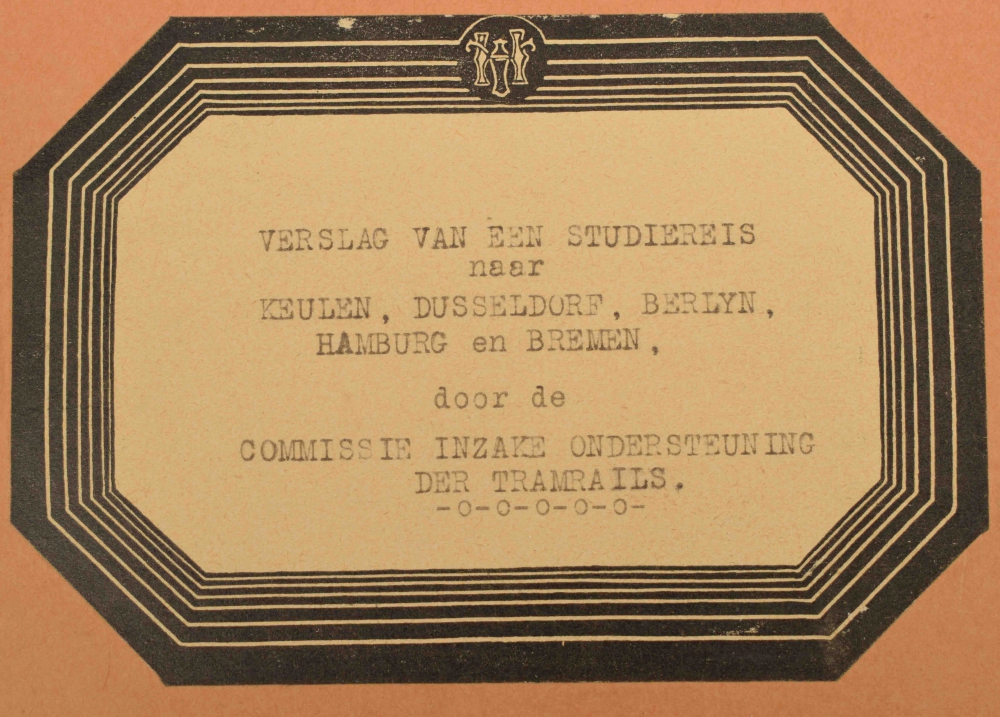 VERSLAG VAN EEN STUDIEREIS
naar
KEULEN, DUSSELDORF, BERLYN,
HAMBURG en BREMEN,
door de
COMMISSIE INZAKE ONDERSTEUNING
DER TRAMRAILS.
-o-o-o-o-o-